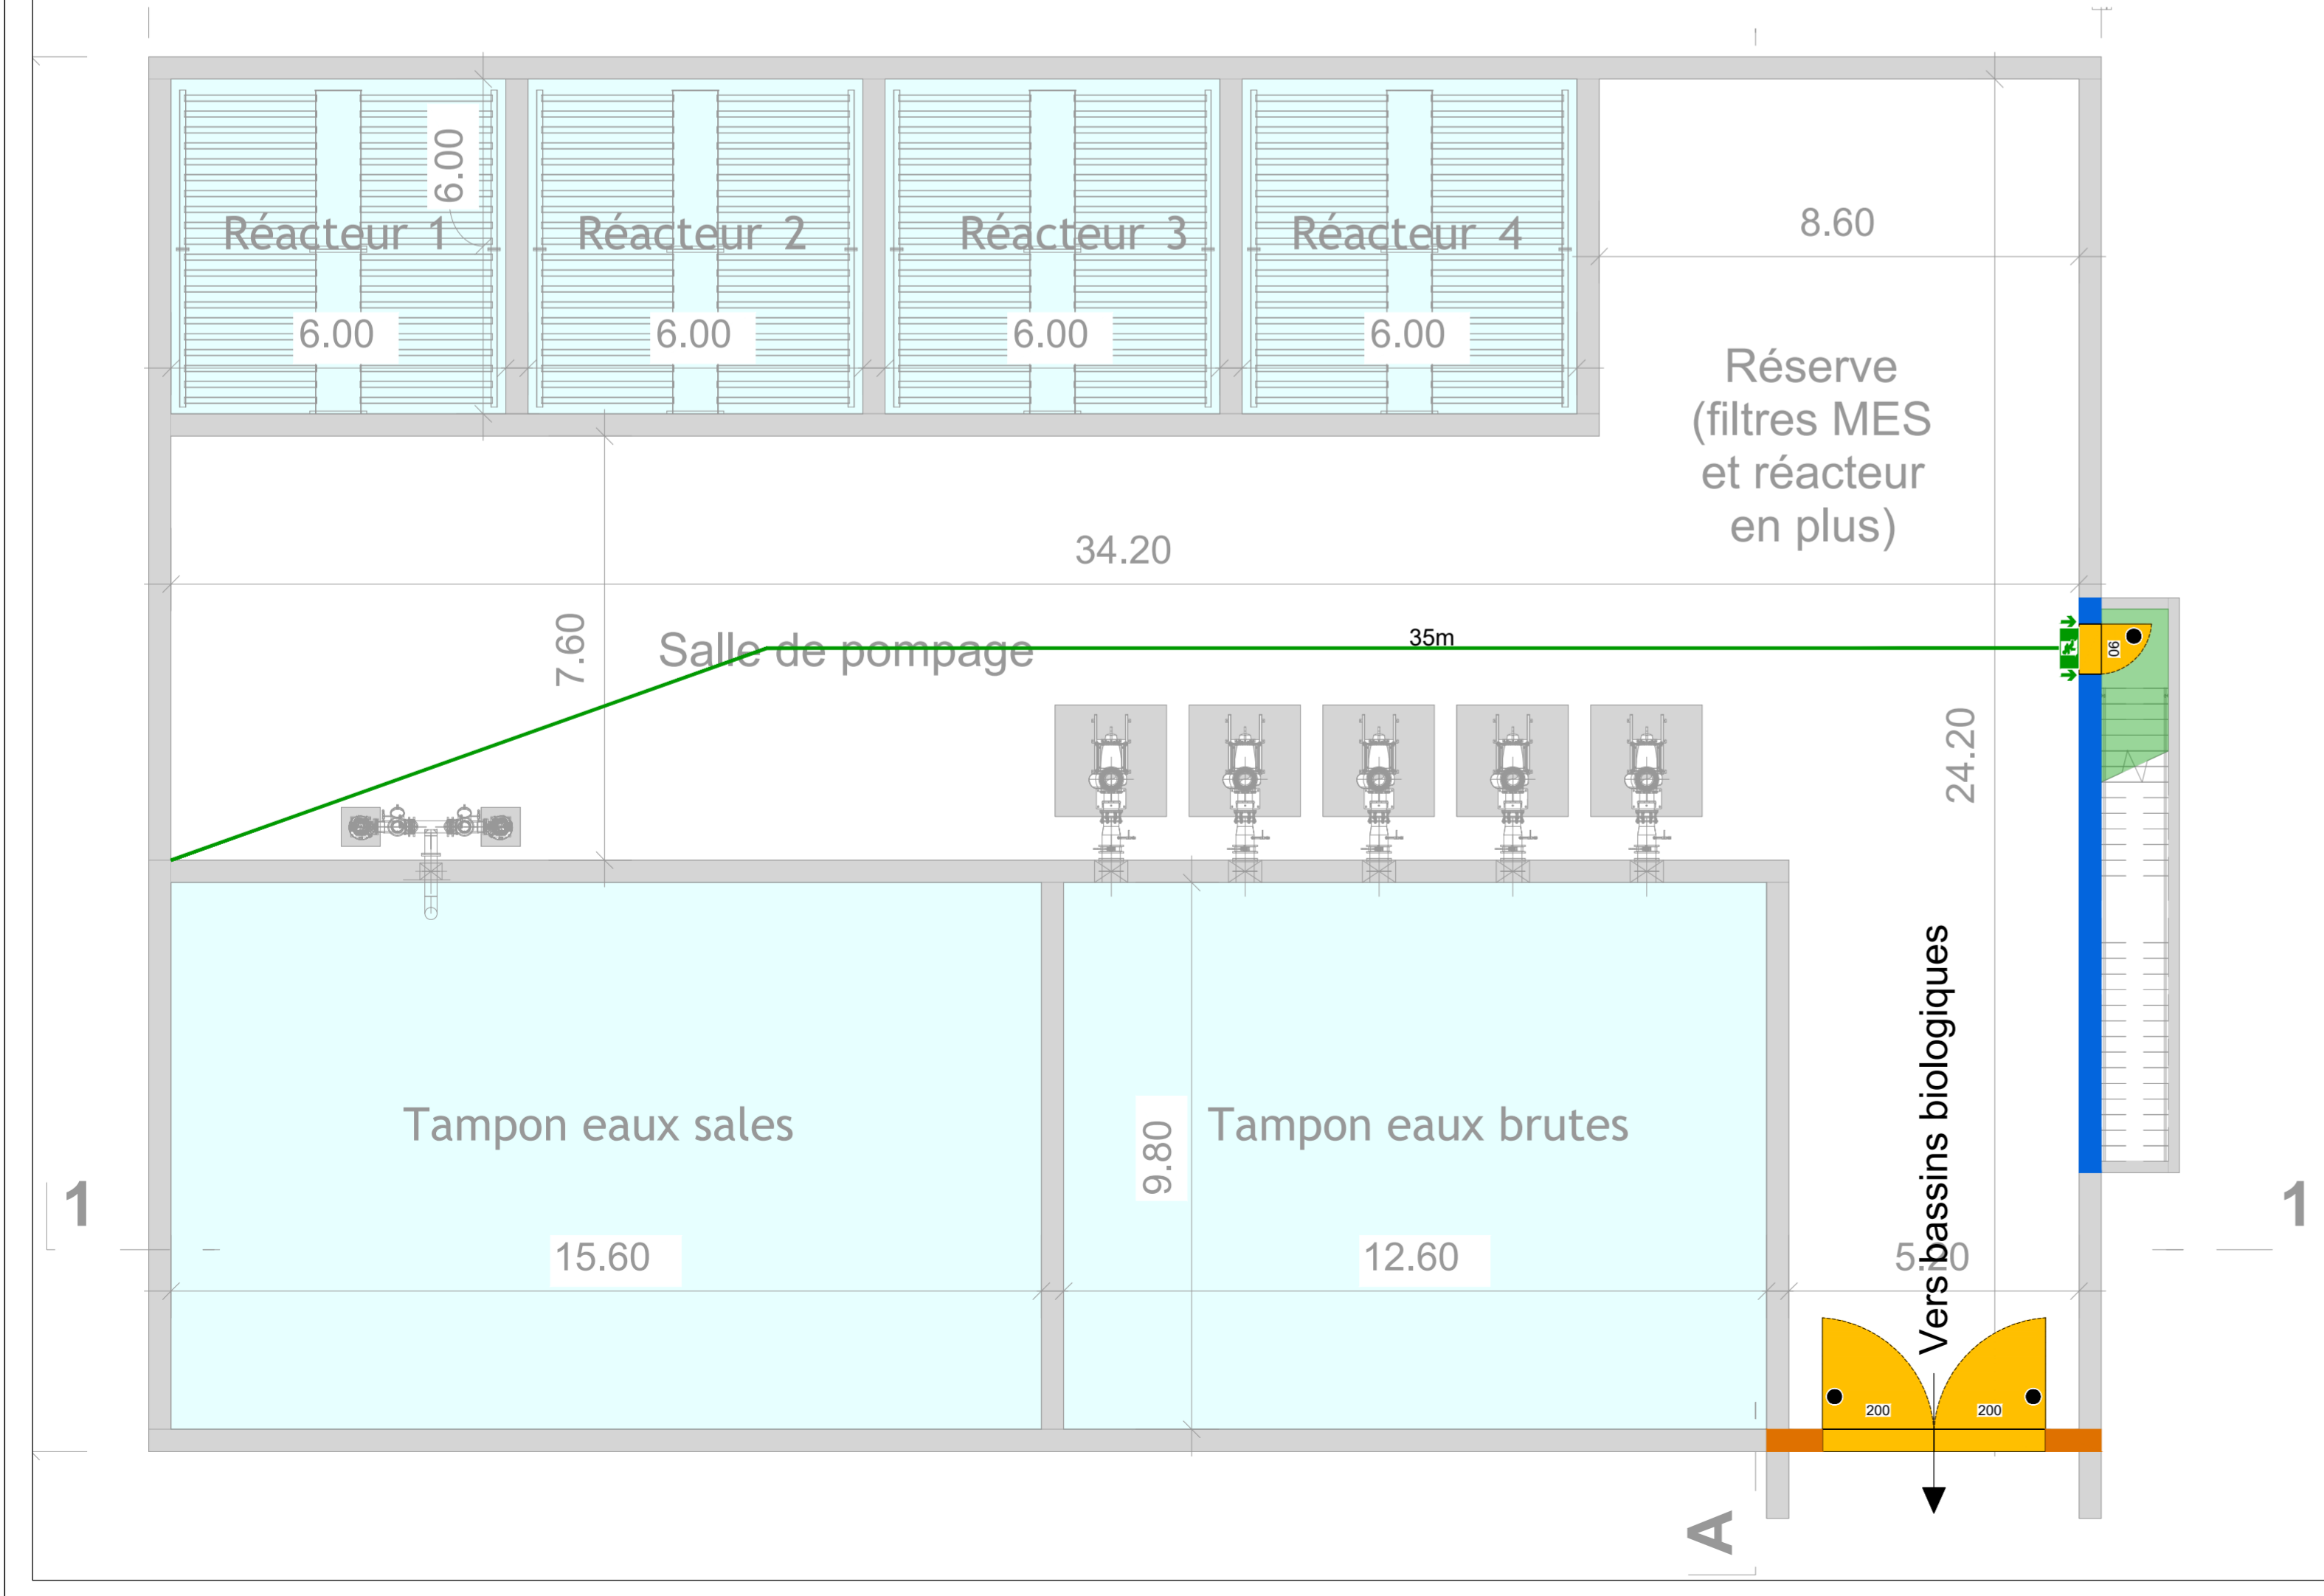 6.00
Réacteur 1
Réacteur 2
Réacteur 3
Réacteur 4
8.60
6.00
6.00
6.00
6.00
Réserve
(filtres MES
et réacteur
en plus)
34.20
7.60
Salle de pompage
35m
90
24.20
Vers bassins biologiques
Tampon eaux sales
Tampon eaux brutes
9.80
1
1
15.60
12.60
5.20
200
200
A